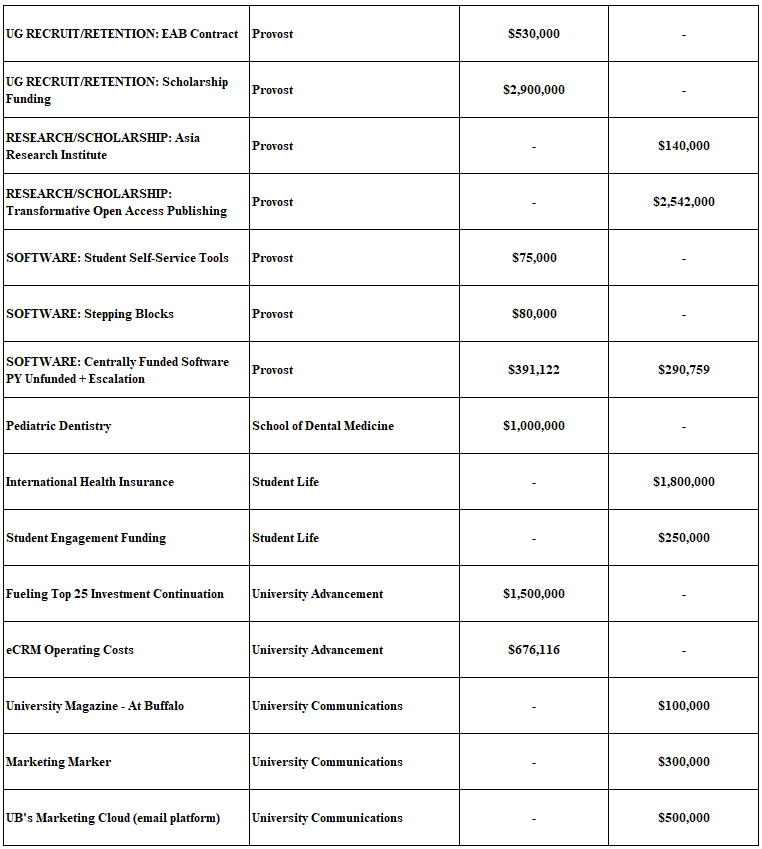 UG RECRUIT/RETENTION: EAB Contract Provost $530,000 -
UG RECRUIT/RETENTION: Scholarship
Funding Provost $2,900,000 -
RESEARCH/SCHOLARSHIP: Asia
Research Institute Provost - $140,000
RESEARCH/SCHOLARSHIP:
Transformative Open Access Publishing Provost - $2,542,000
SOFTWARE: Student Self-Service Tools Provost $75,000 -
SOFTWARE: Stepping Blocks Provost $80,000 -
SOFTWARE: Centrally Funded Software
PY Unfunded + Escalation Provost $391,122 $290,759
Pediatric Dentistry School of Dental Medicine $1,000,000 -
International Health Insurance Student Life - $1,800,000
Student Engagement Funding Student Life - $250,000
Fueling Top 25 Investment Continuation University Advancement $1,500,000 -
eCRM Operating Costs University Advancement $676,116 -
University Magazine - At Buffalo University Communications - $100,000
Marketing Marker University Communications - $300,000
UB's Marketing Cloud (email platform) University Communications - $500,000